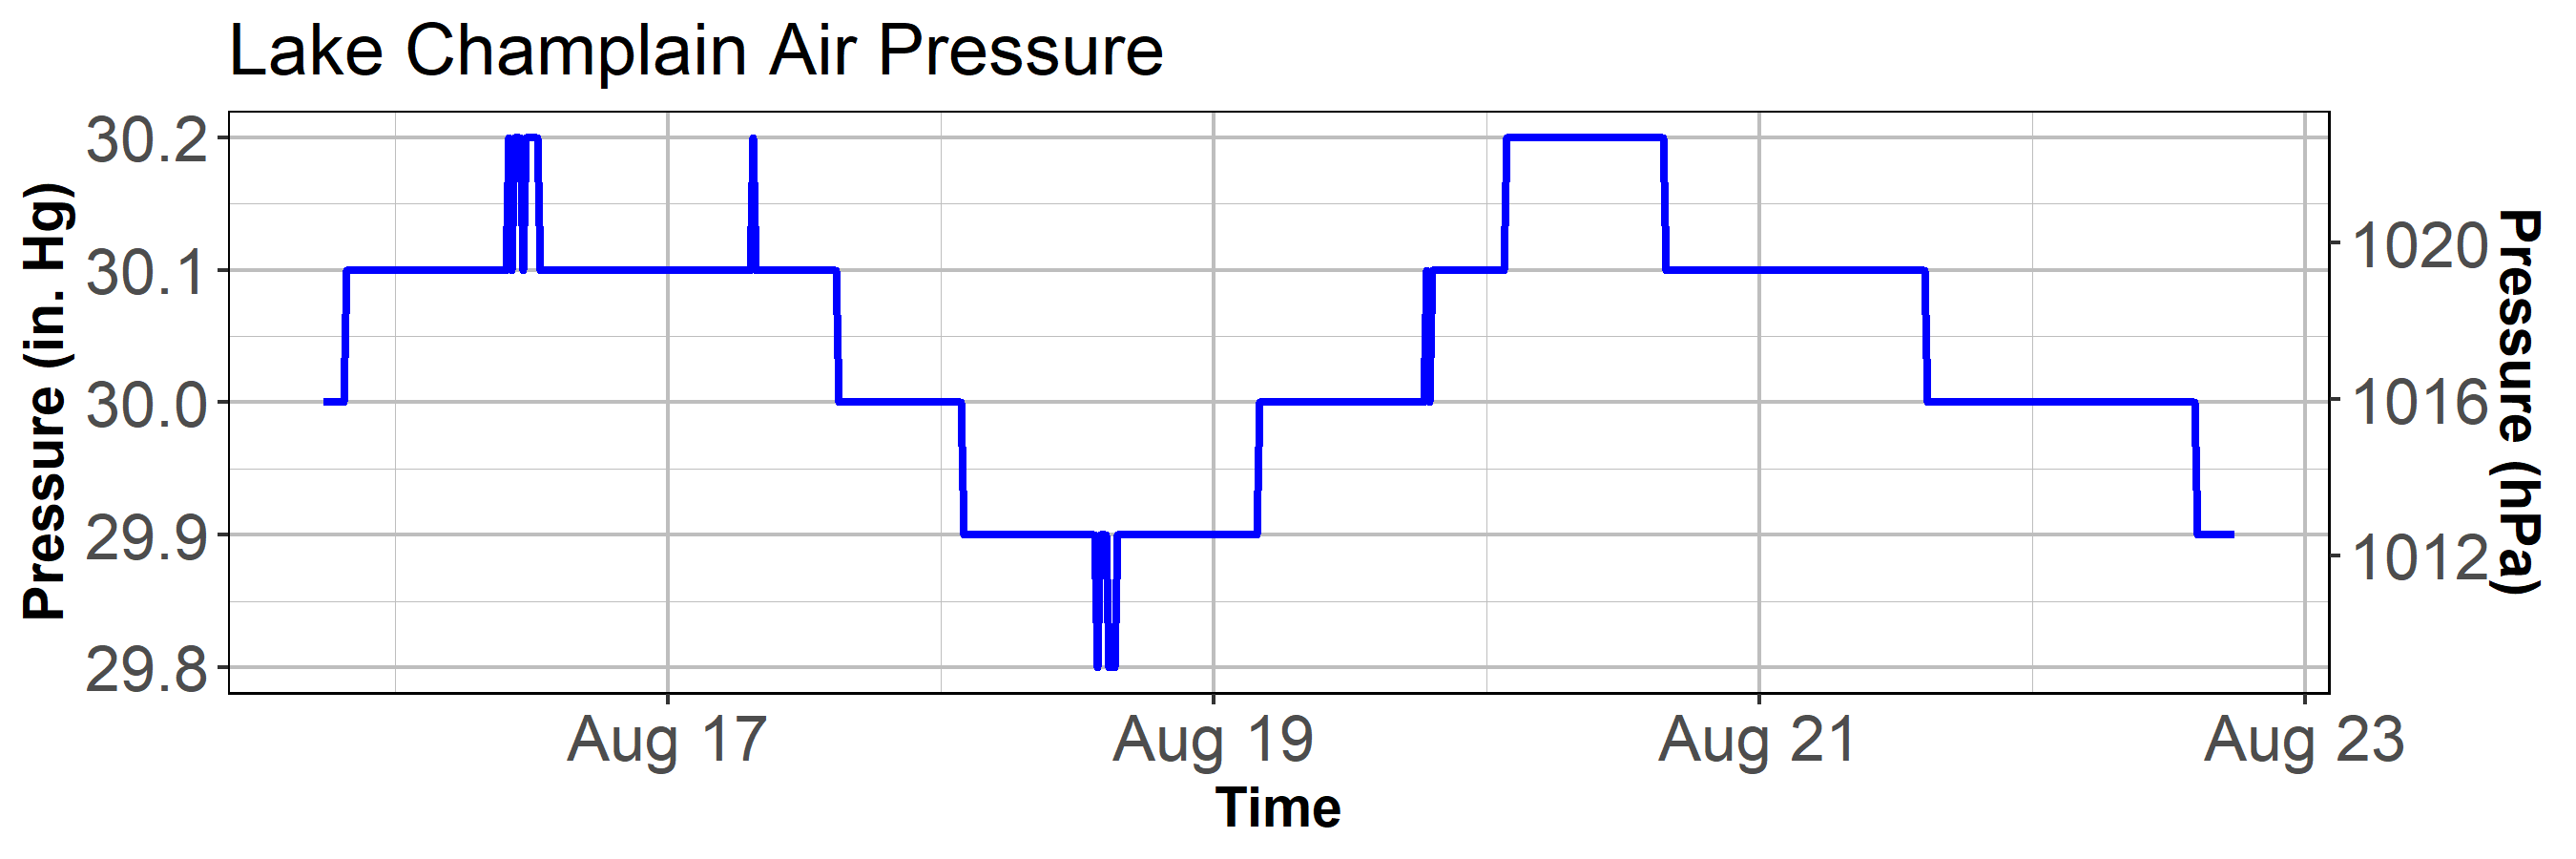 Lake Champlain Air Pressure
Pressure (in. Hg)
30.2
30.1
30.0
29.9
29.8
1020
1016
1012
Pressure (hPa)
Aug 17
Aug 19
Aug 21
Aug 23
Time